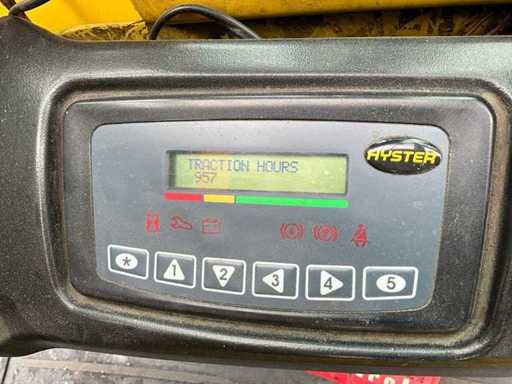 HYSTER
TRACTION HOURS
957
* 1 2 3 4 5